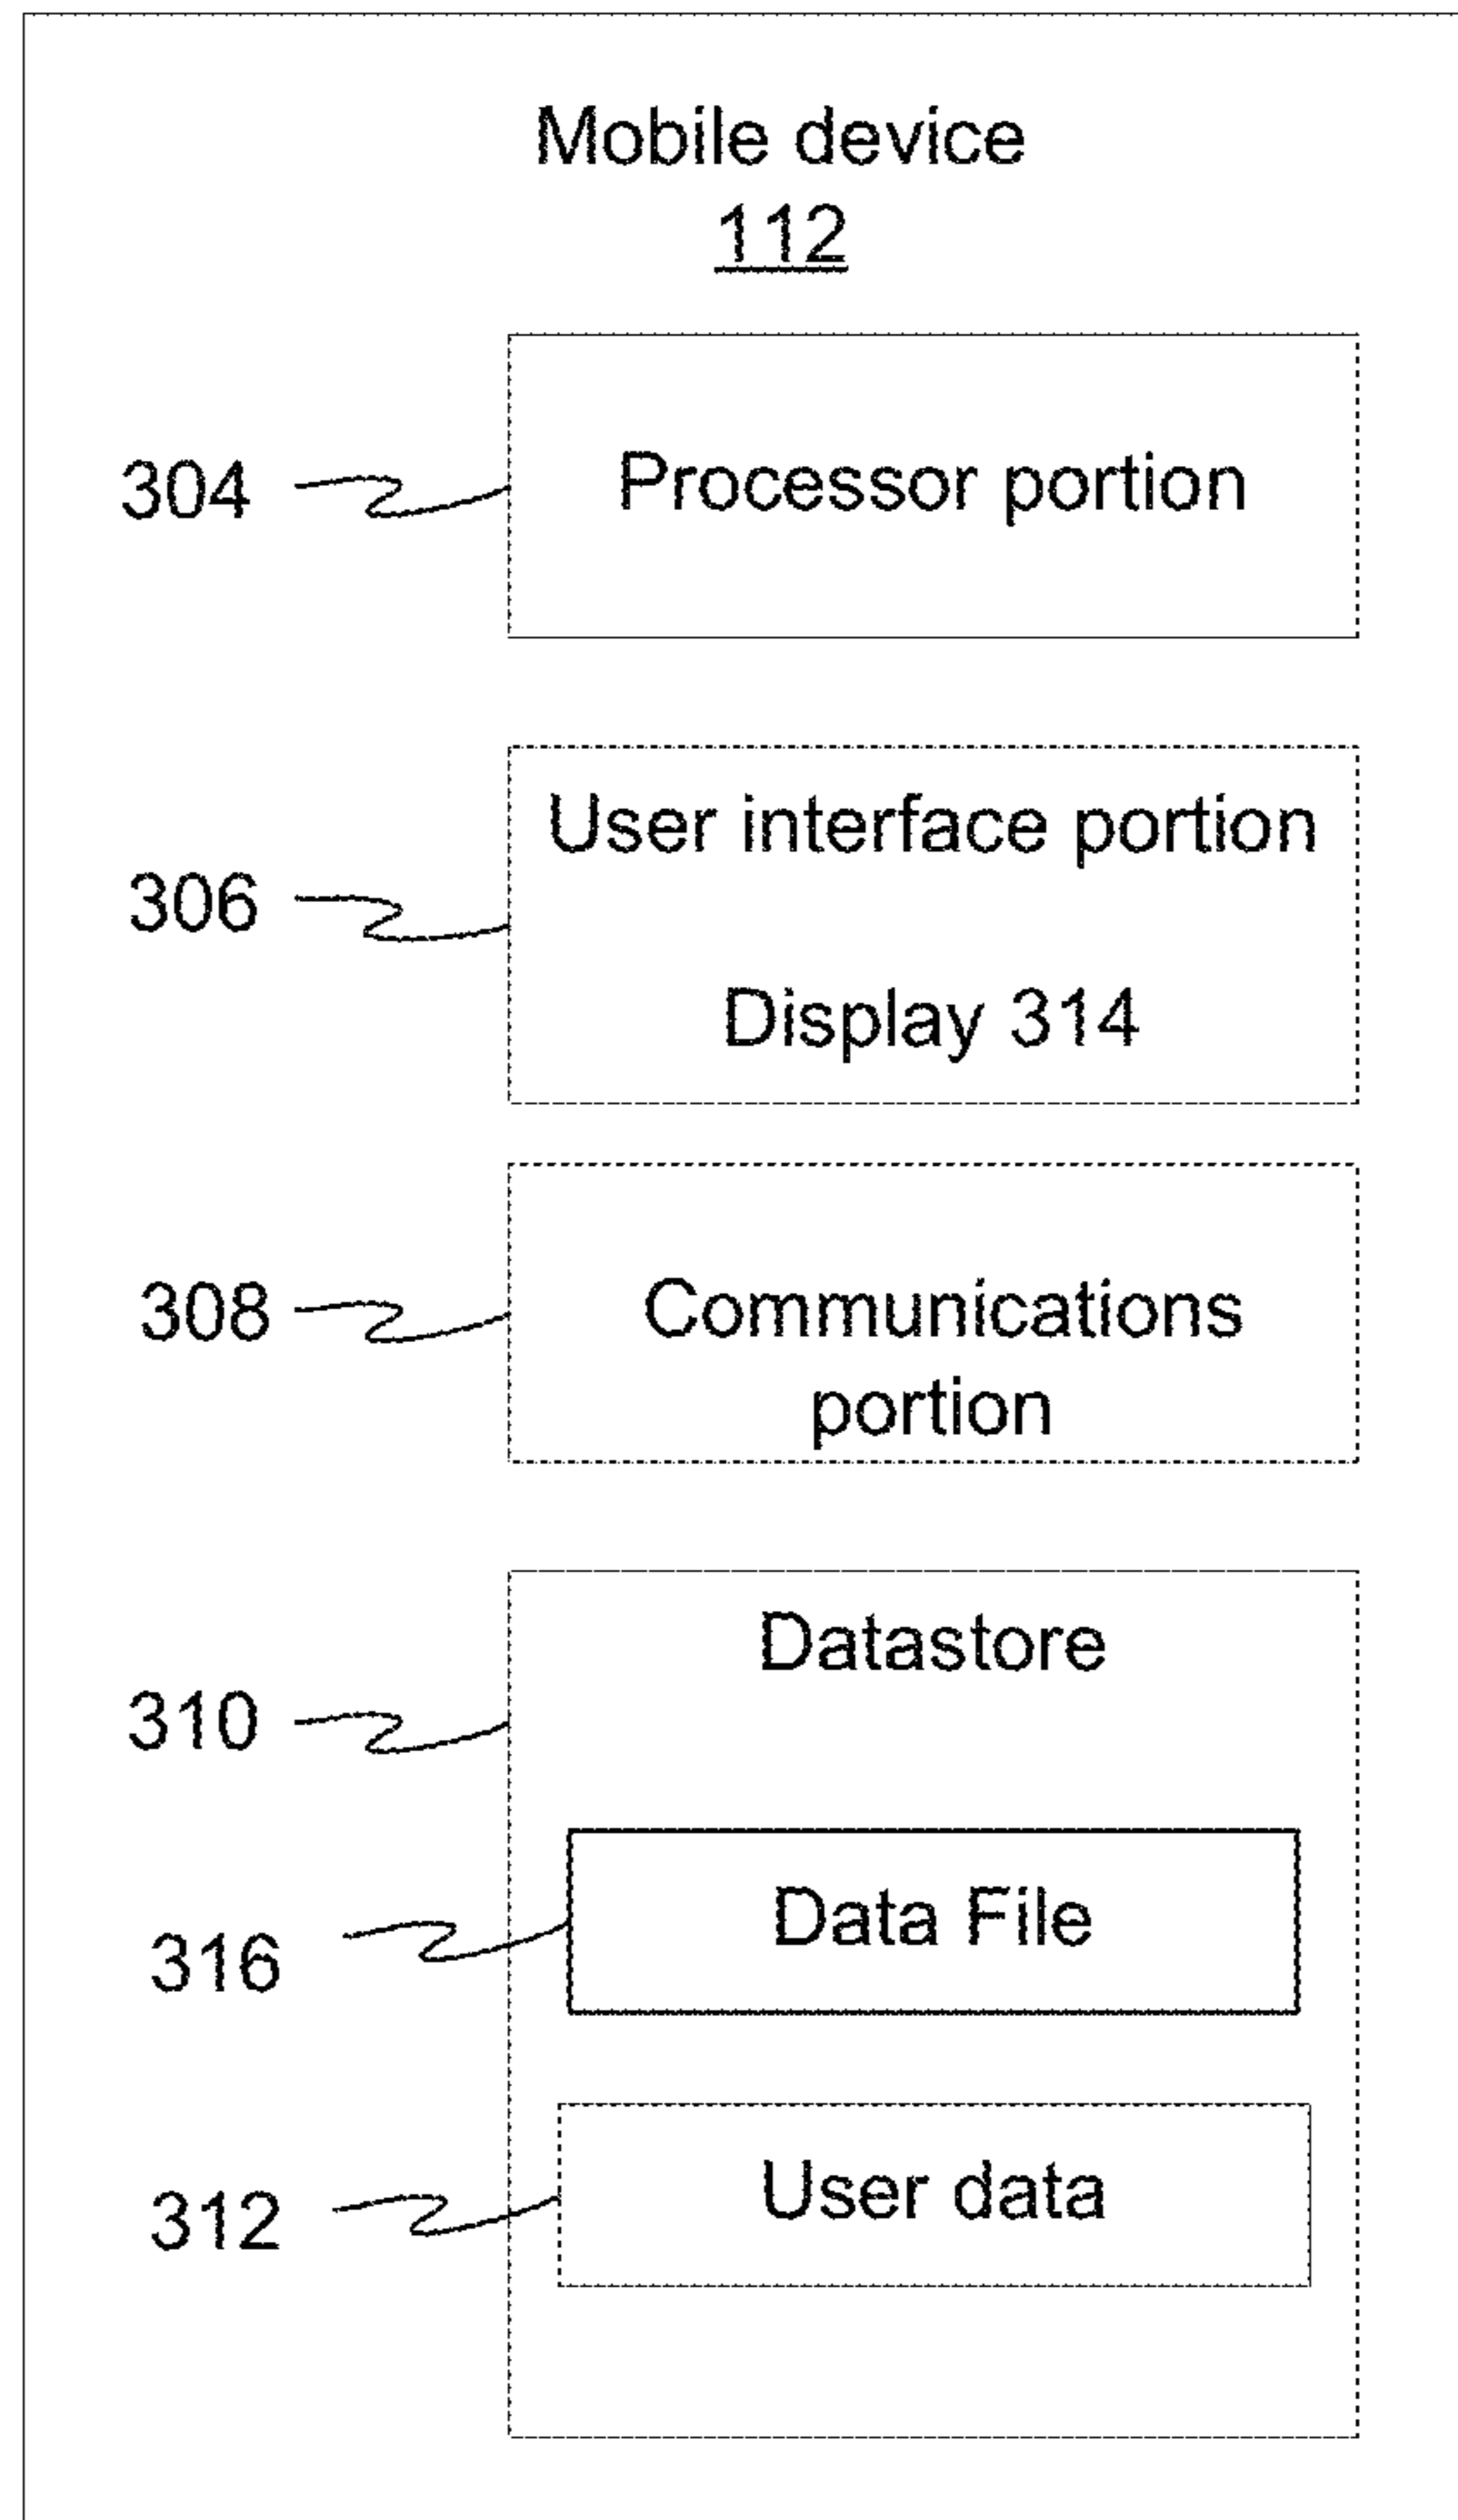 Mobile device
112
304 Processor portion
User interface portion
306
Display 314
308 Communications
portion
Datastore
310
Data File
316
User data
312